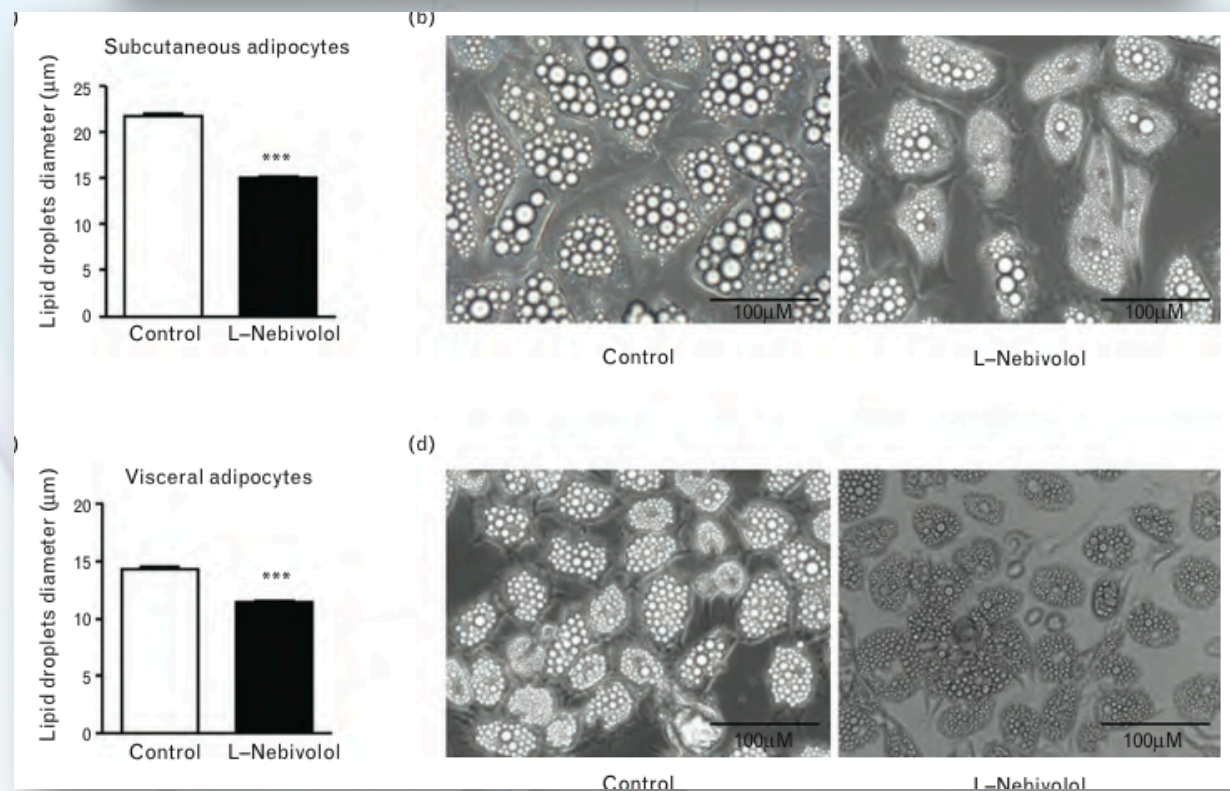 )
Subcutaneous adipocytes
Lipid droplets diameter (μm)
25
20
15
10
5
0
***
Control
L–Nebivolol
(b)
100μM
Control
100μM
L–Nebivolol
)
Visceral adipocytes
Lipid droplets diameter (μm)
20
15
10
5
0
***
Control
L–Nebivolol
(d)
100μM
Control
100μM
L–Nebivolol